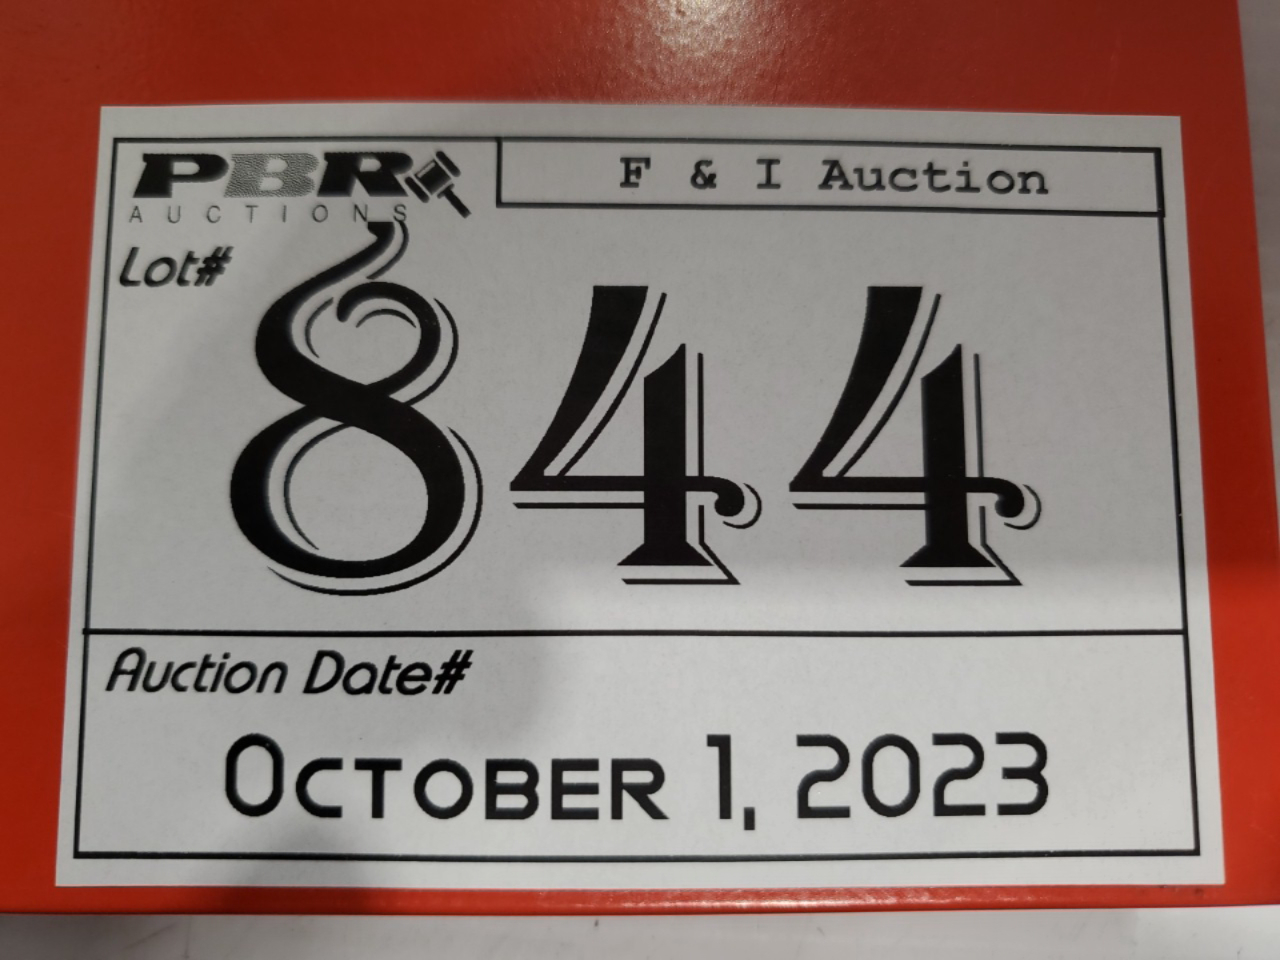 PBR
AUCTIONS
F & I Auction
Lot#
844
Auction Date#
October 1, 2023